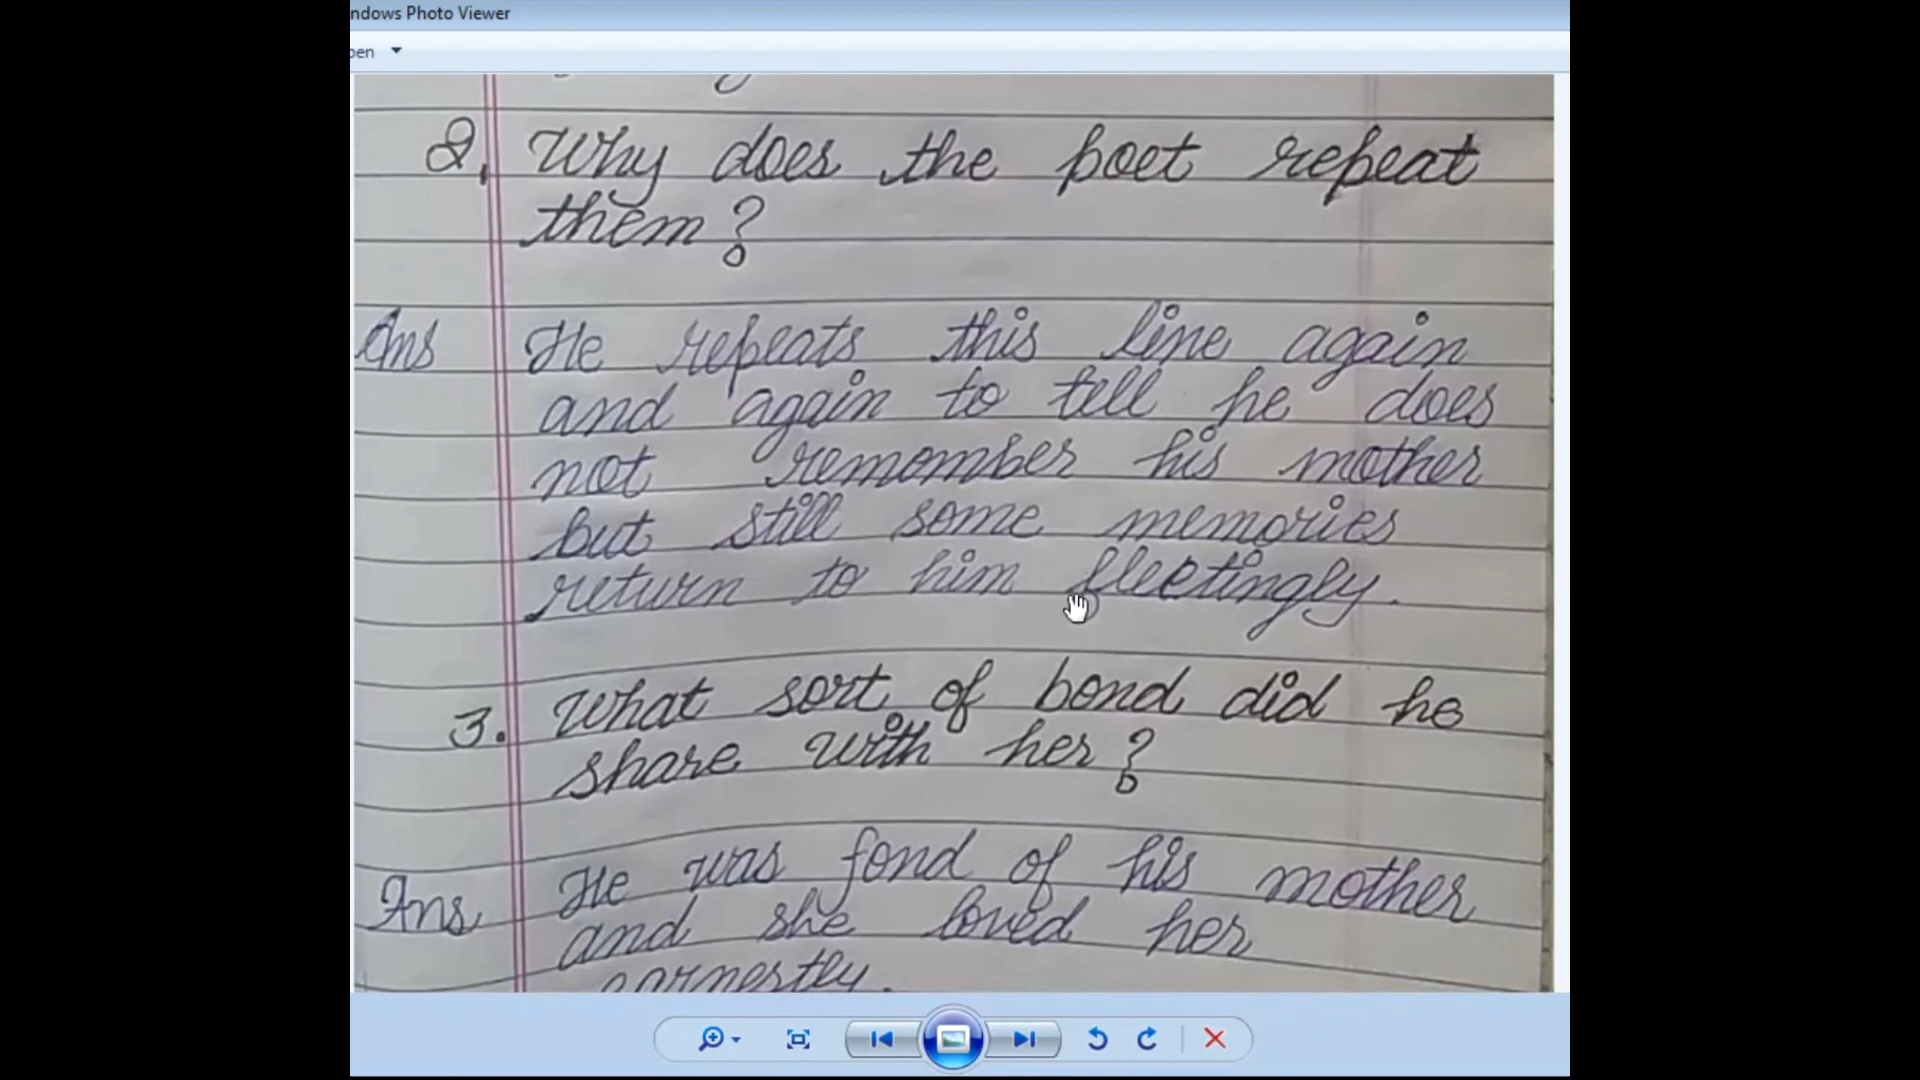 ndows Photo Viewer
pen
2. Why does the poet repeat
them?
Ans He repeats this line again
and again to tell he does
not remember his mother
but still some memories
return to him fleetingly.
3. What sort of bond did he
share with her?
Ans He was fond of his mother
and she loved her
earnestly.